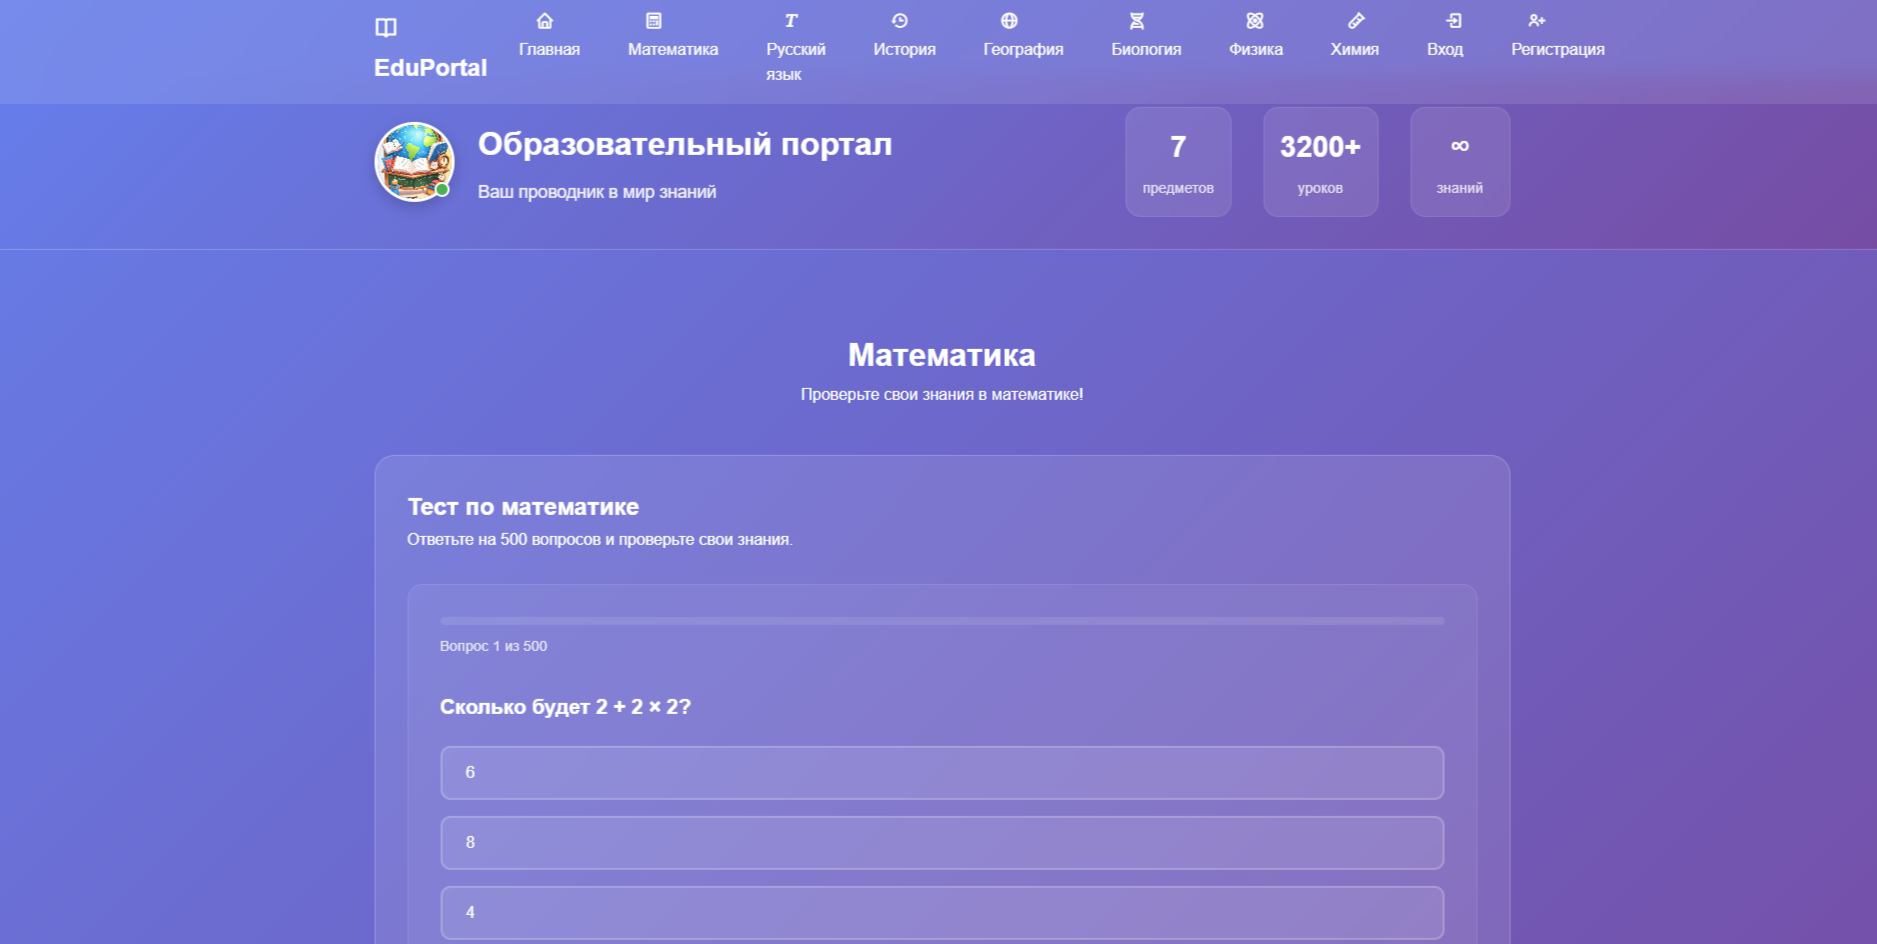 EduPortal
Главная
Математика
Русский
язык
История
География
Биология
Физика
Химия
Вход
Регистрация
Образовательный портал
Ваш проводник в мир знаний
7
предметов
3200+
уроков
∞
знаний
Математика
Проверьте свои знания в математике!
Тест по математике
Ответьте на 500 вопросов и проверьте свои знания.
Вопрос 1 из 500
Сколько будет 2 + 2 × 2?
6
8
4